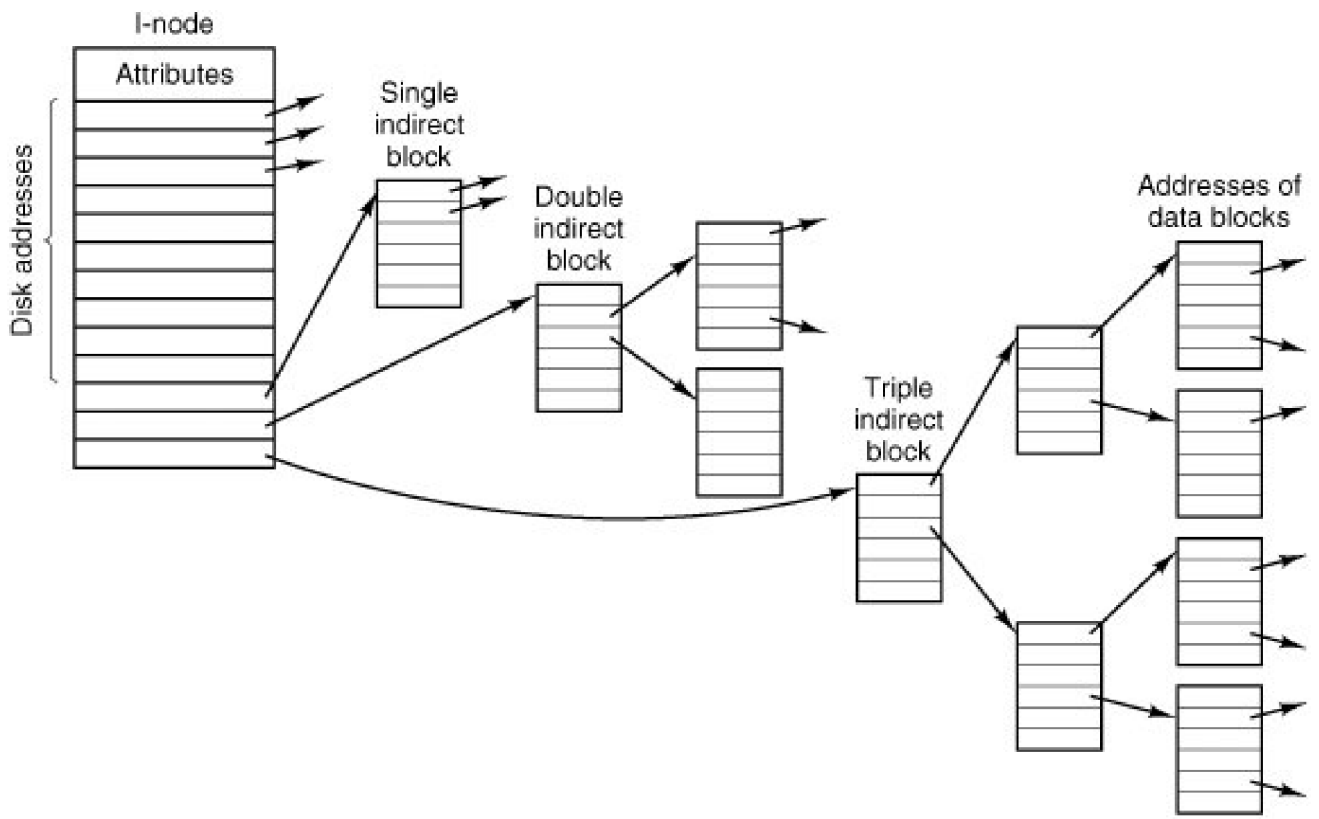 I-node
Attributes
Disk addresses
Single
indirect
block
Double
indirect
block
Triple
indirect
block
Addresses of
data blocks